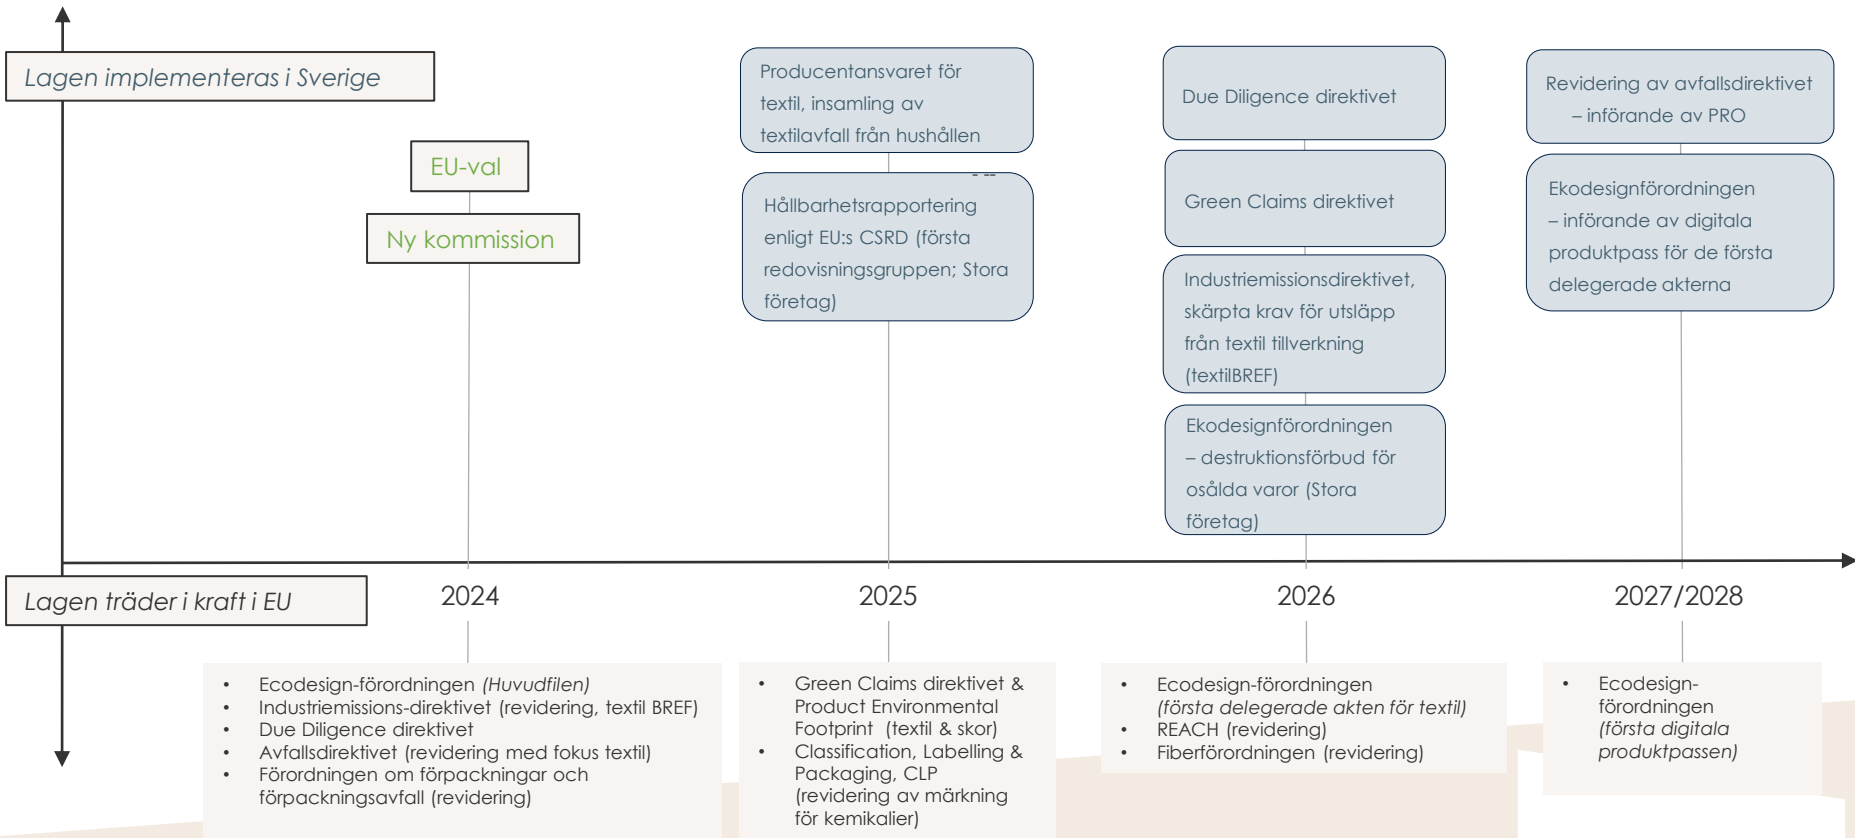 Lagen implementeras i Sverige
EU-val
Ny kommission
Producentansvaret för
textil, insamling av
textilavfall från hushållen
Hållbarhetsrapportering
enligt EU:s CSRD (första
redovisningsgruppen; Stora
företag)
Due Diligence direktivet
Green Claims direktivet
Industriemissionsdirektivet,
skärpta krav för utsläpp
från textil tillverkning
(textilBREF)
Ekodesignförordningen
– destruktionsförbud för
osålda varor (Stora
företag)
Revidering av avfallsdirektivet
– införande av PRO
Ekodesignförordningen
– införande av digitala
produktpass för de första
delegerade akterna
Lagen träder i kraft i EU
2024
2025
2026
2027/2028
• Ecodesign-förordningen (Huvudfilen)
• Industriemissions-direktivet (revidering, textil BREF)
• Due Diligence direktivet
• Avfallsdirektivet (revidering med fokus textil)
• Förordningen om förpackningar och
förpackningsavfall (revidering)
• Green Claims direktivet &
Product Environmental
Footprint (textil & skor)
• Classification, Labelling &
Packaging, CLP
(revidering av märkning
för kemikalier)
• Ecodesign-förordningen
(första delegerade akten för textil)
• REACH (revidering)
• Fiberförordningen (revidering)
• Ecodesign-
förordningen
(första digitala
produktpassen)